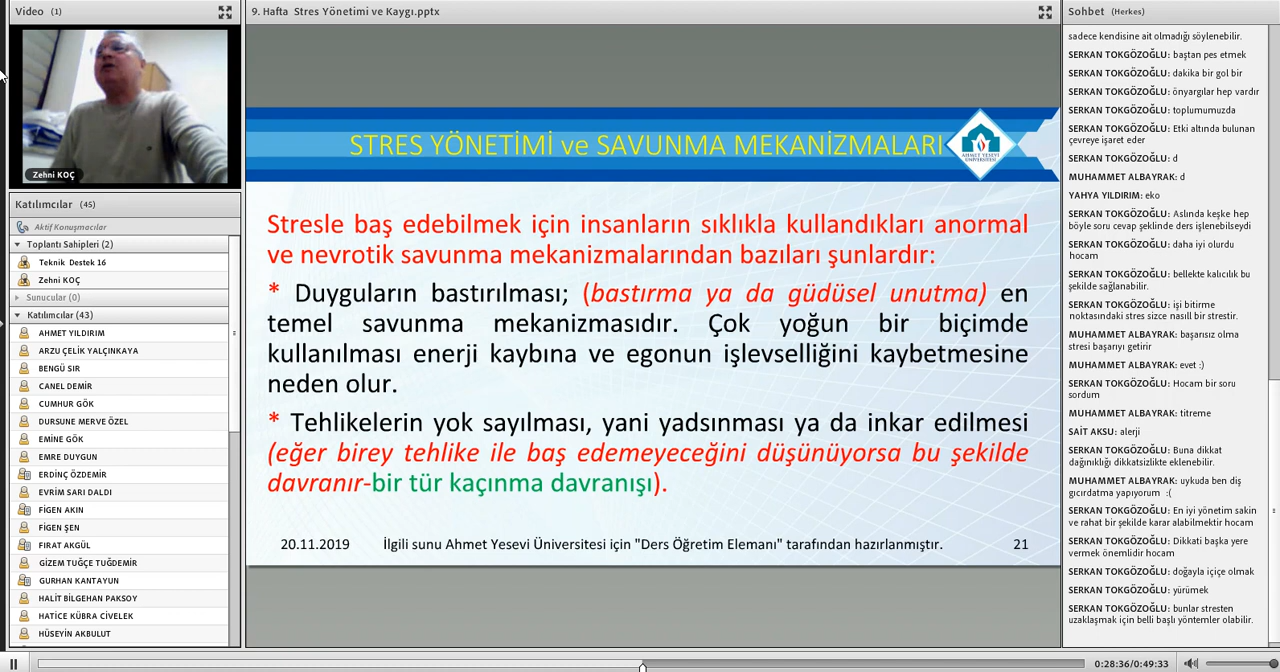 Video (1)
Zehni KOÇ
Katılımcılar (45)
Aktif Konuşmacılar
Toplantı Sahipleri (2)
Teknik Destek 16
Zehni KOÇ
Sunucular (0)
Katılımcılar (43)
AHMET YILDIRIM
ARZU ÇELİK YALÇINKAYA
BENGÜ SIR
CANEL DEMİR
CUMHUR GÖK
DURSUNE MERVE ÖZEL
EMİNE GÖK
EMRE DUYGUN
ERDİNÇ ÖZDEMİR
EVRİM SARI DALDI
FİGEN AKIN
FİGEN ŞEN
FIRAT AKGÜL
GİZEM TUĞÇE TUĞDEMİR
GURHAN KANTAYUN
HALİT BİLGEHAN PAKSOY
HATİCE KÜBRA CİVELEK
HÜSEYİN AKBULUT
9. Hafta Stres Yönetimi ve Kaygı.pptx
STRES YÖNETİMİ ve SAVUNMA MEKANİZMALARI
AHMET YESEVİ
ÜNİVERSİTESİ
Stresle baş edebilmek için insanların sıklıkla kullandıkları anormal
ve nevrotik savunma mekanizmalarından bazıları şunlardır:
* Duyguların bastırılması; (bastırma ya da güdüsel unutma) en
temel savunma mekanizmasıdır. Çok yoğun bir biçimde
kullanılması enerji kaybına ve egonun işlevselliğini kaybetmesine
neden olur.
* Tehlikelerin yok sayılması, yani yadsınması ya da inkar edilmesi
(eğer birey tehlike ile baş edemeyeceğini düşünüyorsa bu şekilde
davranır-bir tür kaçınma davranışı).
20.11.2019 İlgili sunu Ahmet Yesevi Üniversitesi için "Ders Öğretim Elemanı" tarafından hazırlanmıştır. 21
Sohbet (Herkes)
sadece kendisine ait olmadığı söylenebilir.
SERKAN TOKGÖZOĞLU: baştan pes etmek
SERKAN TOKGÖZOĞLU: dakika bir gol bir
SERKAN TOKGÖZOĞLU: önyargılar hep vardır
SERKAN TOKGÖZOĞLU: toplumumuzda
SERKAN TOKGÖZOĞLU: Etki altında bulunan
çevreye işaret eder
SERKAN TOKGÖZOĞLU: d
MUHAMMET ALBAYRAK: d
YAHYA YILDIRIM: eko
SERKAN TOKGÖZOĞLU: Aslında keşke hep
böyle soru cevap şeklinde ders işlenebilseydi
SERKAN TOKGÖZOĞLU: daha iyi olurdu
hocam
SERKAN TOKGÖZOĞLU: bellekte kalıcılık bu
şekilde sağlanabilir.
SERKAN TOKGÖZOĞLU: işi bitirme
noktasındaki stres sizce nasıll bir strestir.
MUHAMMET ALBAYRAK: başarısız olma
stresi başarıyı getirir
MUHAMMET ALBAYRAK: evet :)
SERKAN TOKGÖZOĞLU: Hocam bir soru
sordum
MUHAMMET ALBAYRAK: titreme
SAİT AKSU: alerji
SERKAN TOKGÖZOĞLU: Buna dikkat
dağınıklığı dikkatsizlikte eklenebilir.
MUHAMMET ALBAYRAK: uykuda ben diş
gıcırdatma yapıyorum :(
SERKAN TOKGÖZOĞLU: En iyi yönetim sakin
ve rahat bir şekilde karar alabilmektir hocam
SERKAN TOKGÖZOĞLU: Dikkati başka yere
vermek önemlidir hocam
SERKAN TOKGÖZOĞLU: doğayla içiçe olmak
SERKAN TOKGÖZOĞLU: yürümek
SERKAN TOKGÖZOĞLU: bunlar stresten
uzaklaşmak için belli başlı yöntemler olabilir.
0:28:36/0:49:33